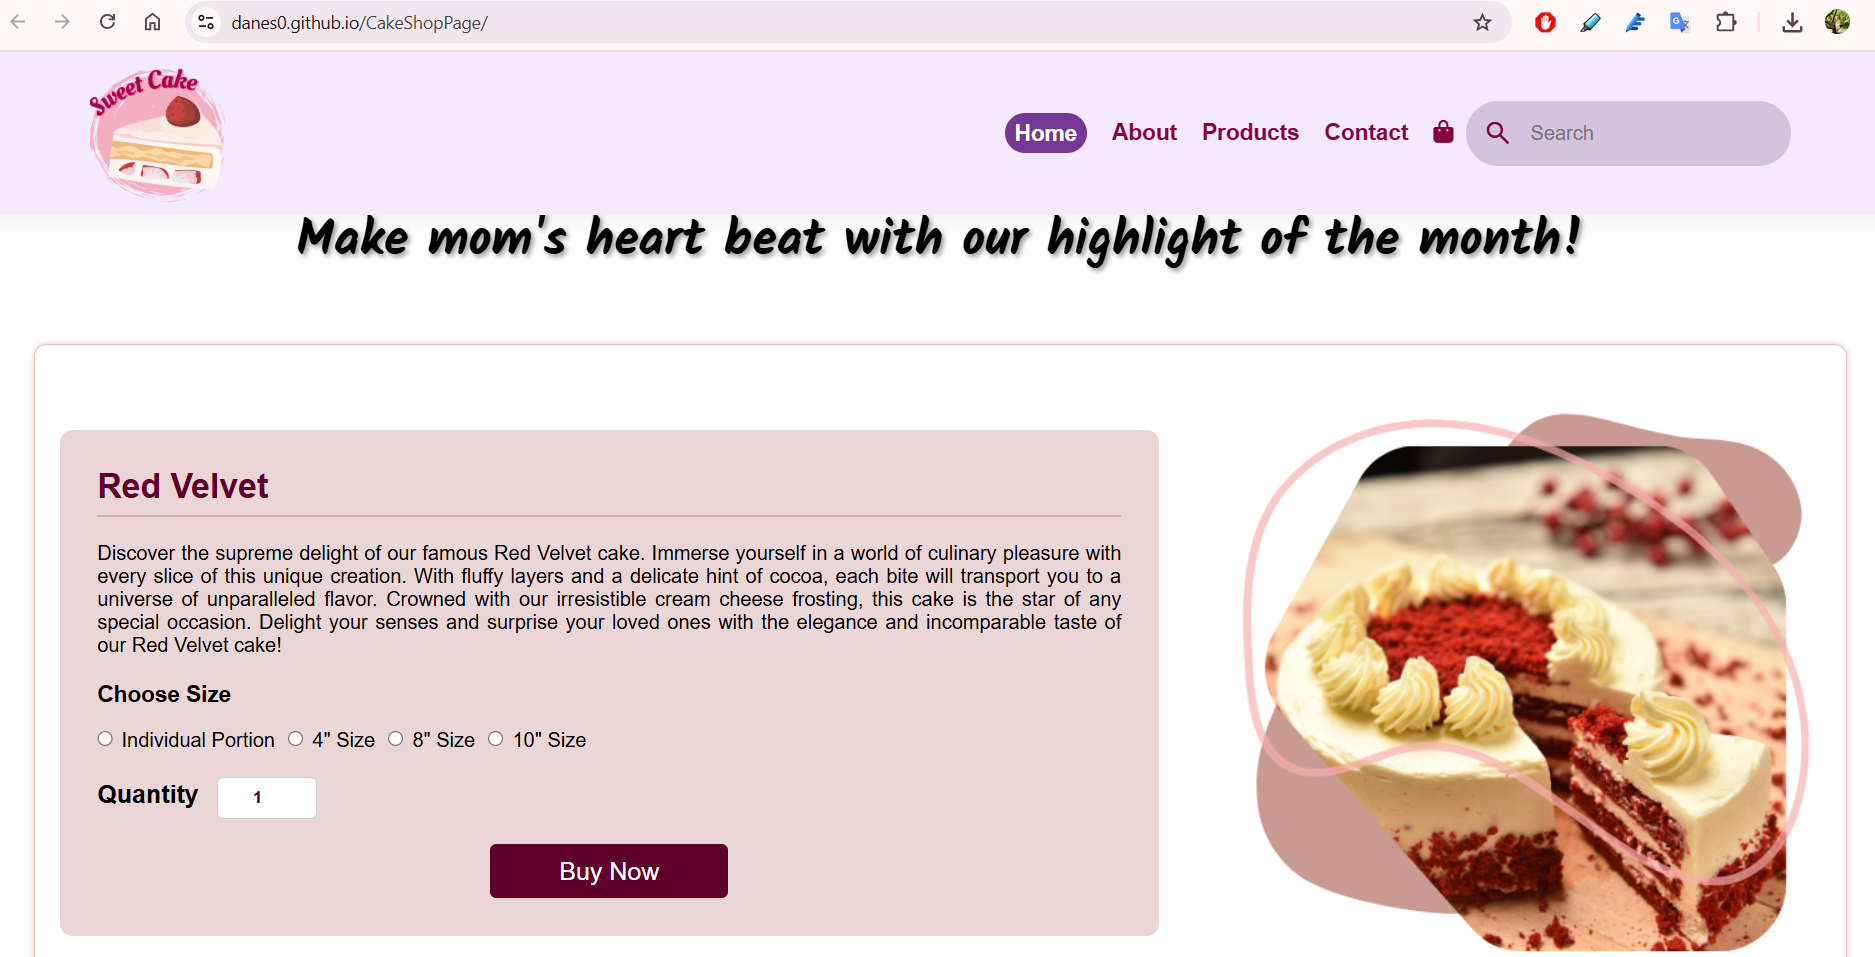 danes0.github.io/CakeShopPage/
Sweet Cake
Home About Products Contact Search
Make mom's heart beat with our highlight of the month!
Red Velvet
Discover the supreme delight of our famous Red Velvet cake. Immerse yourself in a world of culinary pleasure with
every slice of this unique creation. With fluffy layers and a delicate hint of cocoa, each bite will transport you to a
universe of unparalleled flavor. Crowned with our irresistible cream cheese frosting, this cake is the star of any
special occasion. Delight your senses and surprise your loved ones with the elegance and incomparable taste of
our Red Velvet cake!
Choose Size
Individual Portion 4" Size 8" Size 10" Size
Quantity 1
Buy Now